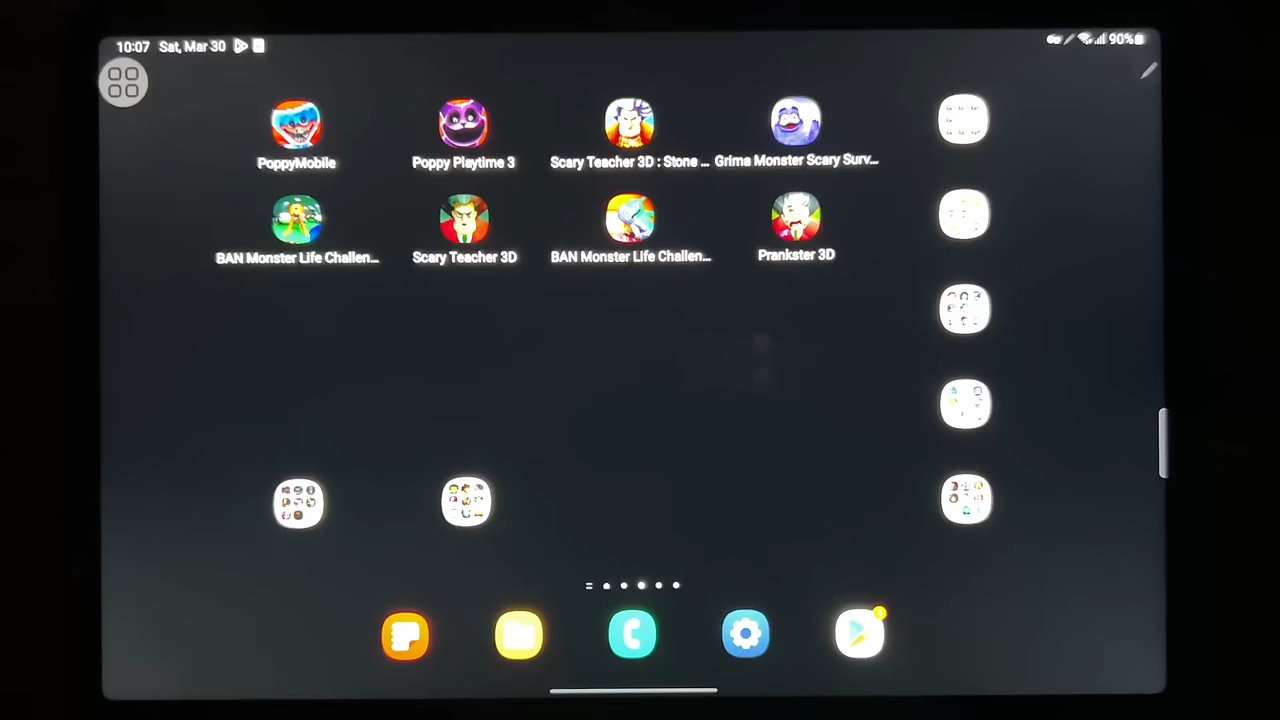 10:07 Sat, Mar 30
90%
PoppyMobile
Poppy Playtime 3
Scary Teacher 3D : Stone ...
Grima Monster Scary Surv...
BAN Monster Life Challen...
Scary Teacher 3D
BAN Monster Life Challen...
Prankster 3D